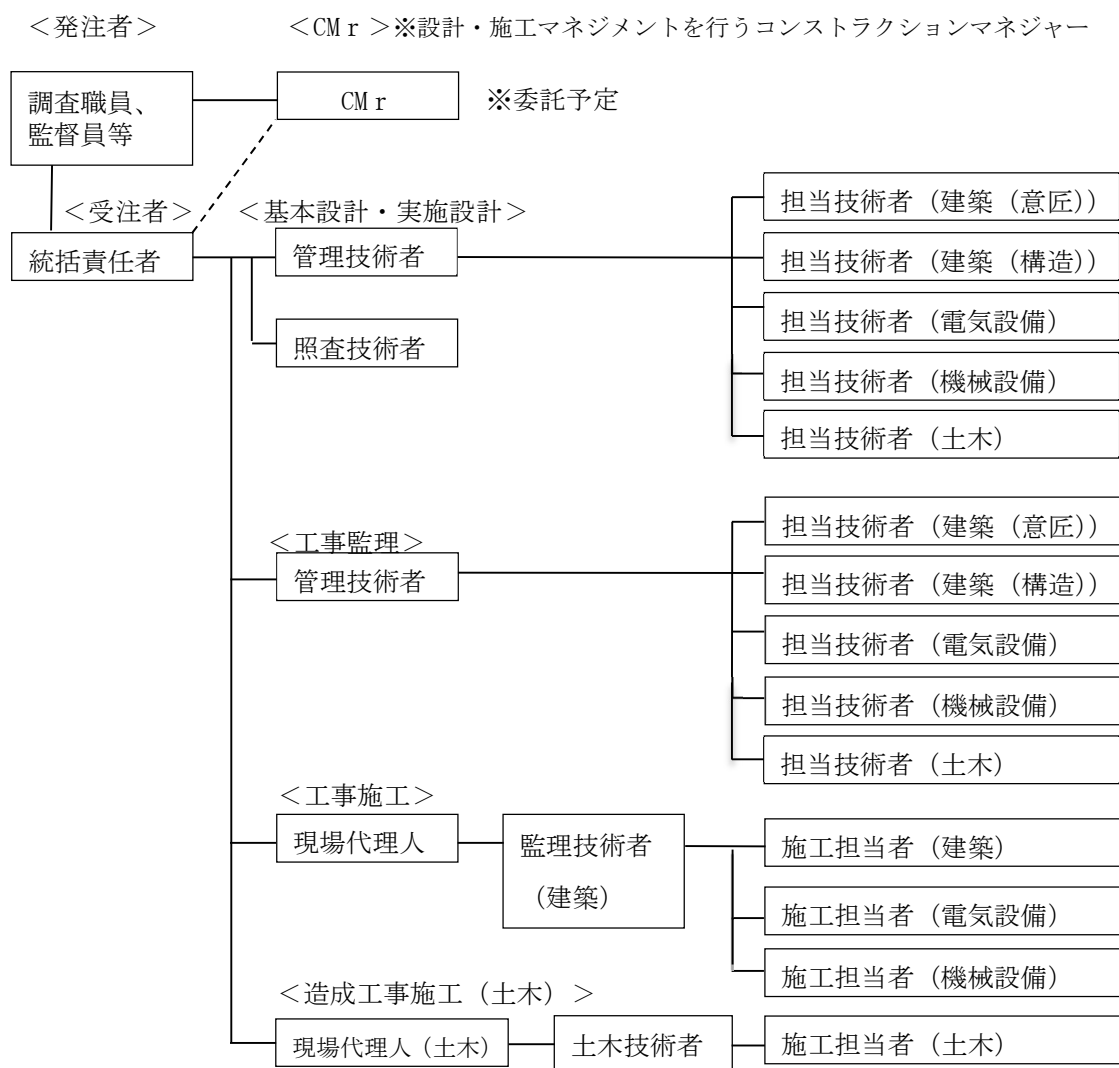 ＜発注者＞
＜CMｒ＞※設計・施工マネジメントを行うコンストラクションマネジャー
調査職員、
監督員等
CMｒ
※委託予定
＜受注者＞
統括責任者
＜基本設計・実施設計＞
管理技術者
照査技術者
担当技術者（建築（意匠））
担当技術者（建築（構造））
担当技術者（電気設備）
担当技術者（機械設備）
担当技術者（土木）
＜工事監理＞
管理技術者
担当技術者（建築（意匠））
担当技術者（建築（構造））
担当技術者（電気設備）
担当技術者（機械設備）
担当技術者（土木）
＜工事施工＞
現場代理人
監理技術者
（建築）
施工担当者（建築）
施工担当者（電気設備）
施工担当者（機械設備）
＜造成工事施工（土木）＞
現場代理人（土木）
土木技術者
施工担当者（土木）